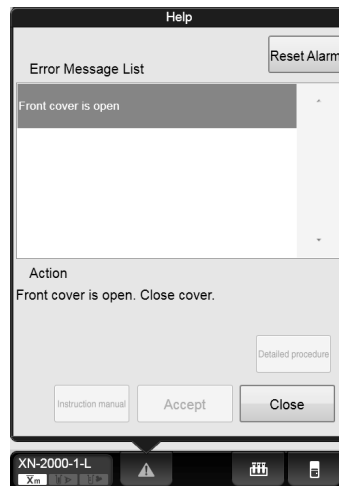 Help
Reset Alarm
Error Message List
Front cover is open
Action
Front cover is open. Close cover.
Detailed procedure
Instruction manual
Accept
Close
XN-2000-1-L
Xm